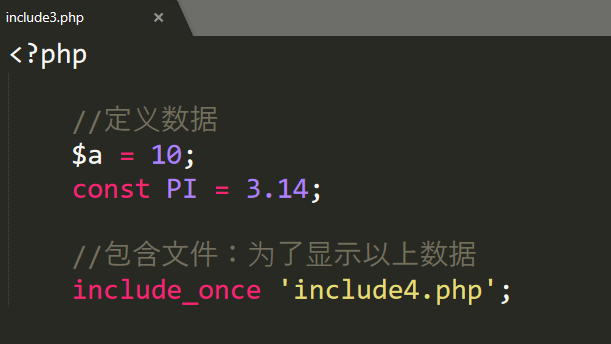 include3.php ×
<?php
//定义数据
$a = 10;
const PI = 3.14;
//包含文件：为了显示以上数据
include_once 'include4.php';